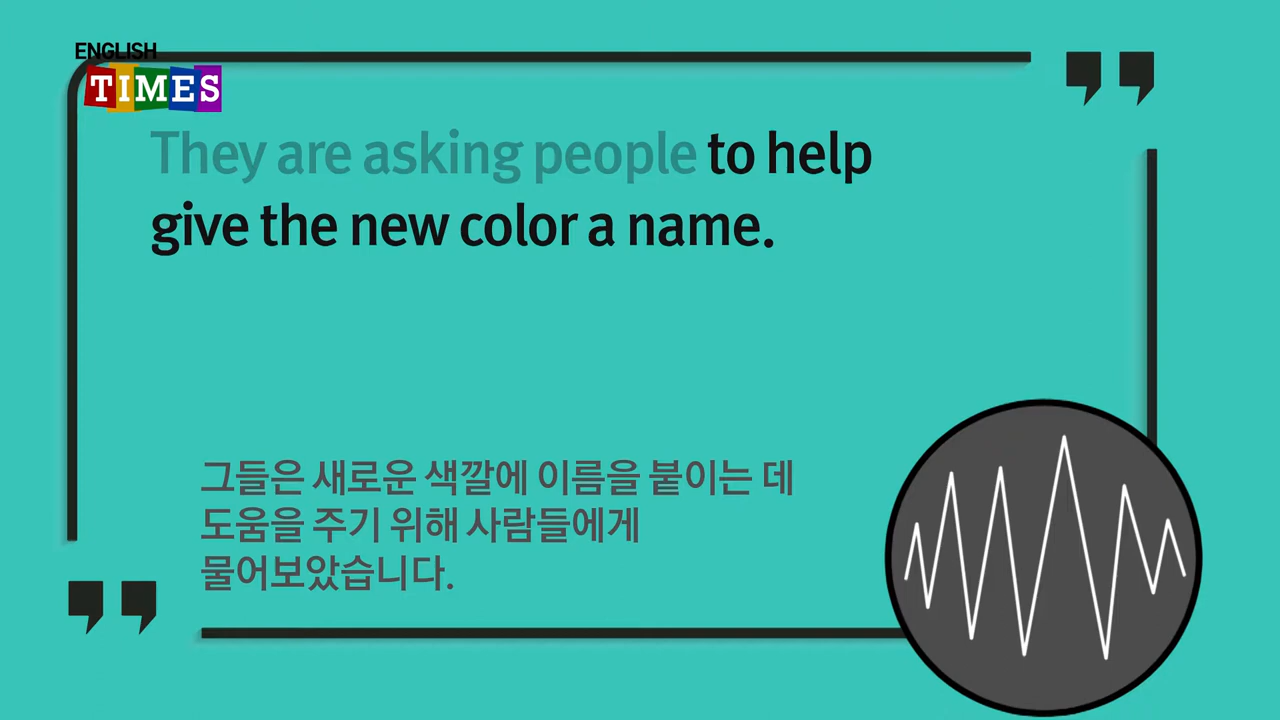 ENGLISH
TIMES
They are asking people to help
give the new color a name.
그들은 새로운 색깔에 이름을 붙이는 데
도움을 주기 위해 사람들에게
물어보았습니다.